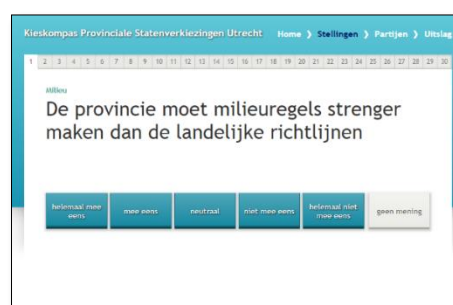 Kieskompas Provinciale Statenverkiezingen Utrecht Home ❯ Stellingen ❯ Partijen ❯ Uitslag
1 2 3 4 5 6 7 8 9 10 11 12 13 14 15 16 17 18 19 20 21 22 23 24 25 26 27 28 29 30
Milieu
De provincie moet milieuregels strenger
maken dan de landelijke richtlijnen
helemaal mee eens mee eens neutraal niet mee eens helemaal niet mee eens geen mening